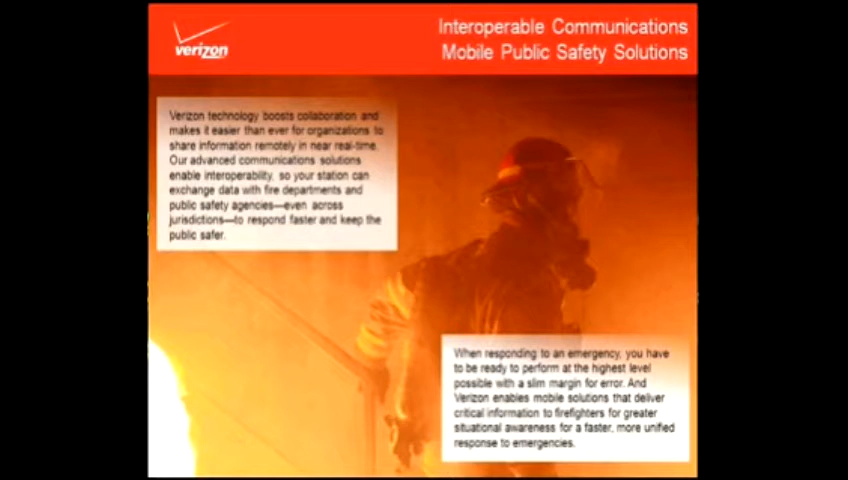 verizon
Interoperable Communications
Mobile Public Safety Solutions
Verizon technology boosts collaboration and
makes it easier than ever for organizations to
share information remotely in near real-time.
Our advanced communications solutions
enable interoperability, so your station can
exchange data with fire departments and
public safety agencies—even across
jurisdictions—to respond faster and keep the
public safer.
When responding to an emergency, you have
to be ready to perform at the highest level
possible with a slim margin for error. And
Verizon enables mobile solutions that deliver
critical information to firefighters for greater
situational awareness for a faster, more unified
response to emergencies.